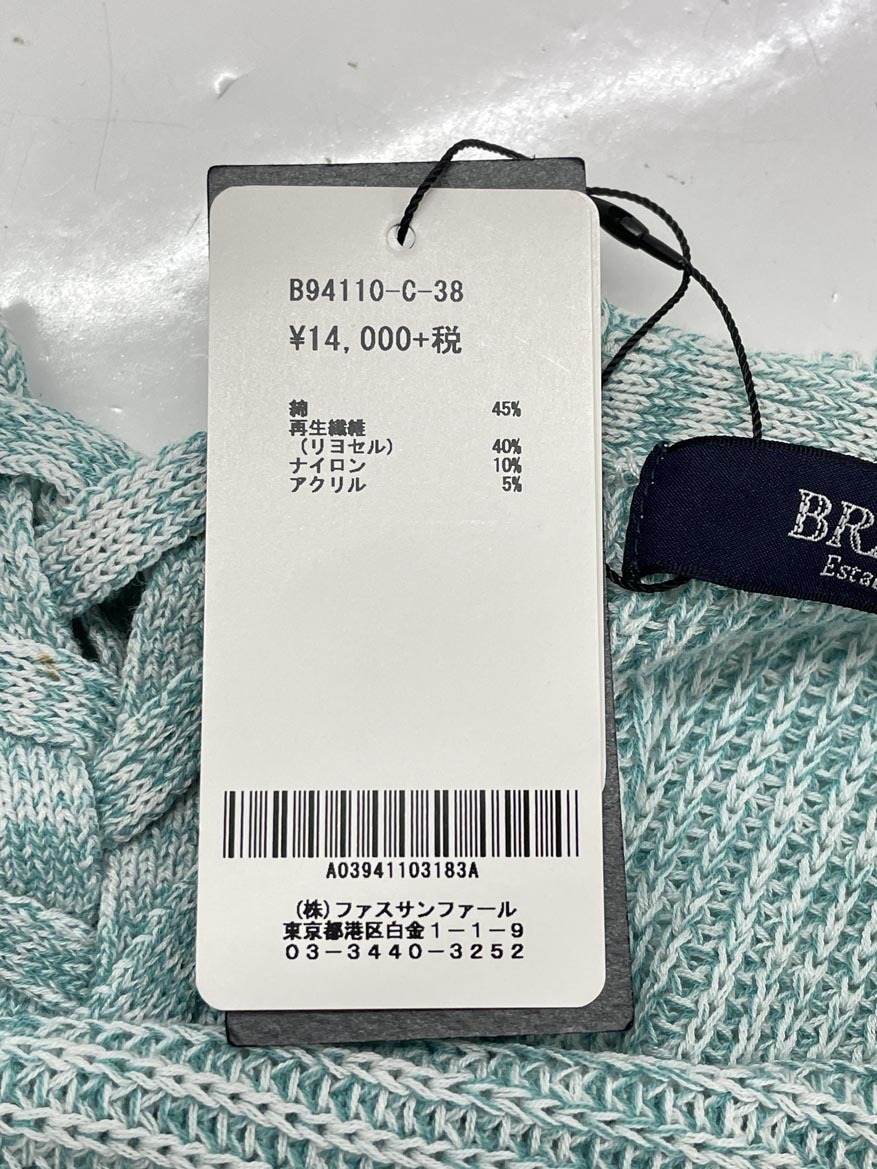 B94110-C-38
¥14,000+税
綿 45%
再生繊維
(リヨセル) 40%
ナイロン 10%
アクリル 5%
A03941103183A
(株)ファスサンファール
東京都港区白金1-1-9
03-3440-3252